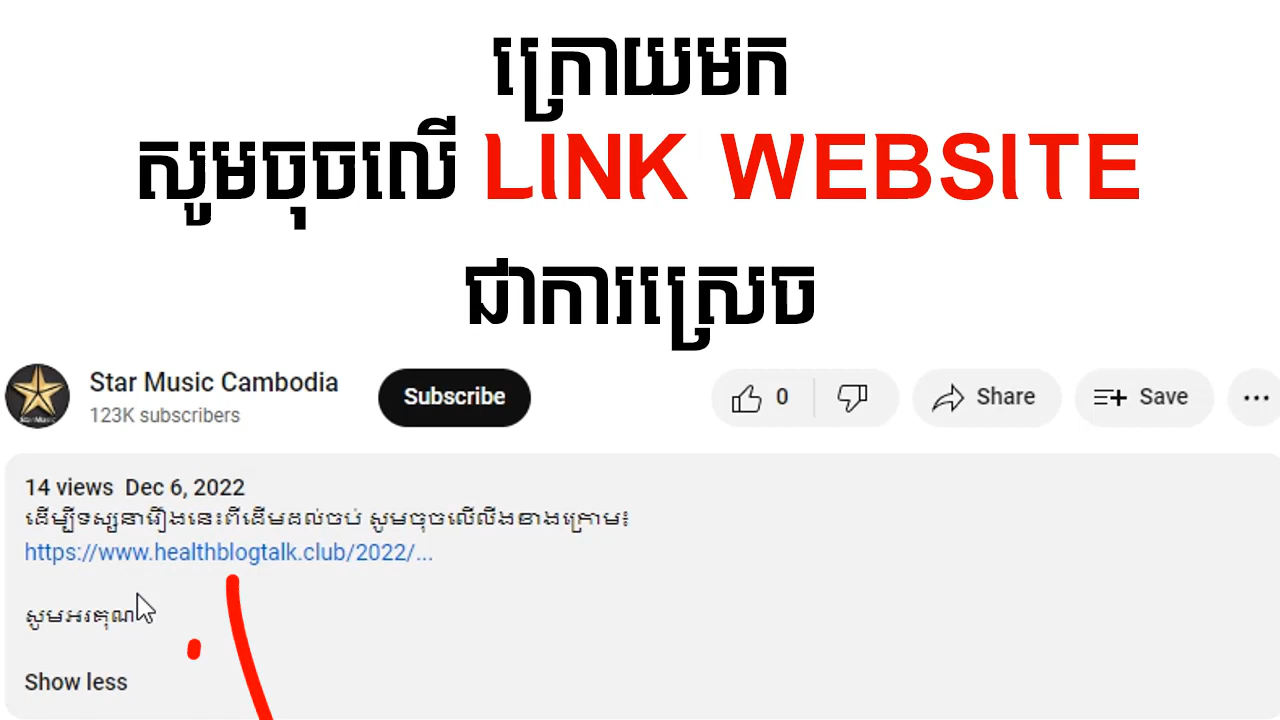 ក្រោយមក
សូមចុចលើ LINK WEBSITE
ជាការស្រេច
Star Music Cambodia
123K subscribers
Subscribe
0
Share
Save
14 views Dec 6, 2022
ដើម្បីទស្សនារឿងនេះពីដើមដល់ចប់ សូមចុចលើលីងខាងក្រោម៖
https://www.healthblogtalk.club/2022/...
សូមអរគុណ
Show less